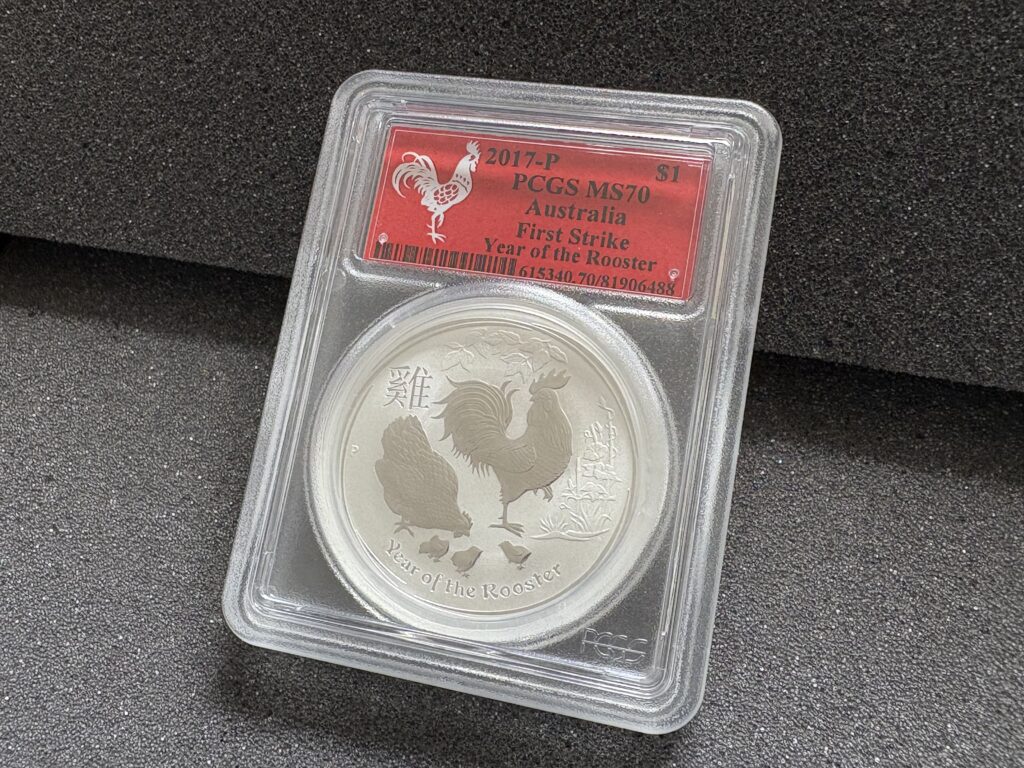 2017-P $1
PCGS MS70
Australia
First Strike
Year of the Rooster
615340.70/81906488
雞
P
Year of the Rooster
PCGS